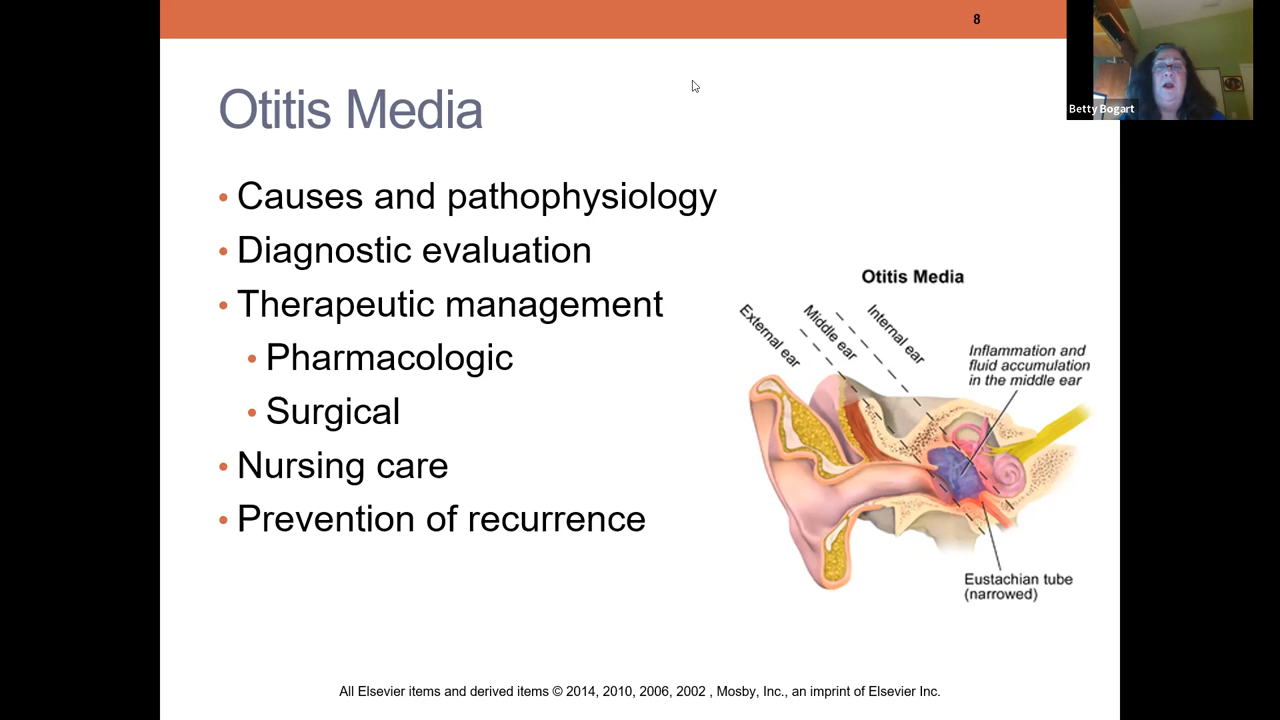 8
Betty Bogart
Otitis Media
• Causes and pathophysiology
• Diagnostic evaluation
• Therapeutic management
• Pharmacologic
• Surgical
• Nursing care
• Prevention of recurrence
Otitis Media
External ear
Middle ear
Internal ear
Inflammation and
fluid accumulation
in the middle ear
Eustachian tube
(narrowed)
All Elsevier items and derived items © 2014, 2010, 2006, 2002 , Mosby, Inc., an imprint of Elsevier Inc.